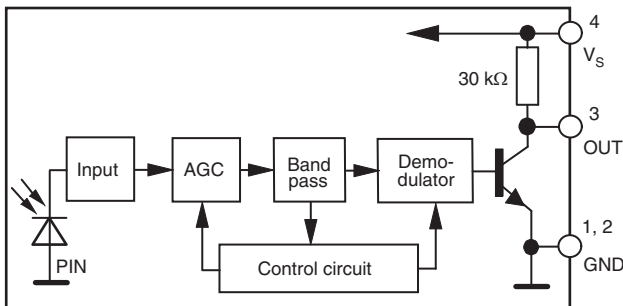 4
V_S
30 kΩ
3
OUT
Input
AGC
Band
pass
Demo-
dulator
1, 2
GND
PIN
Control circuit